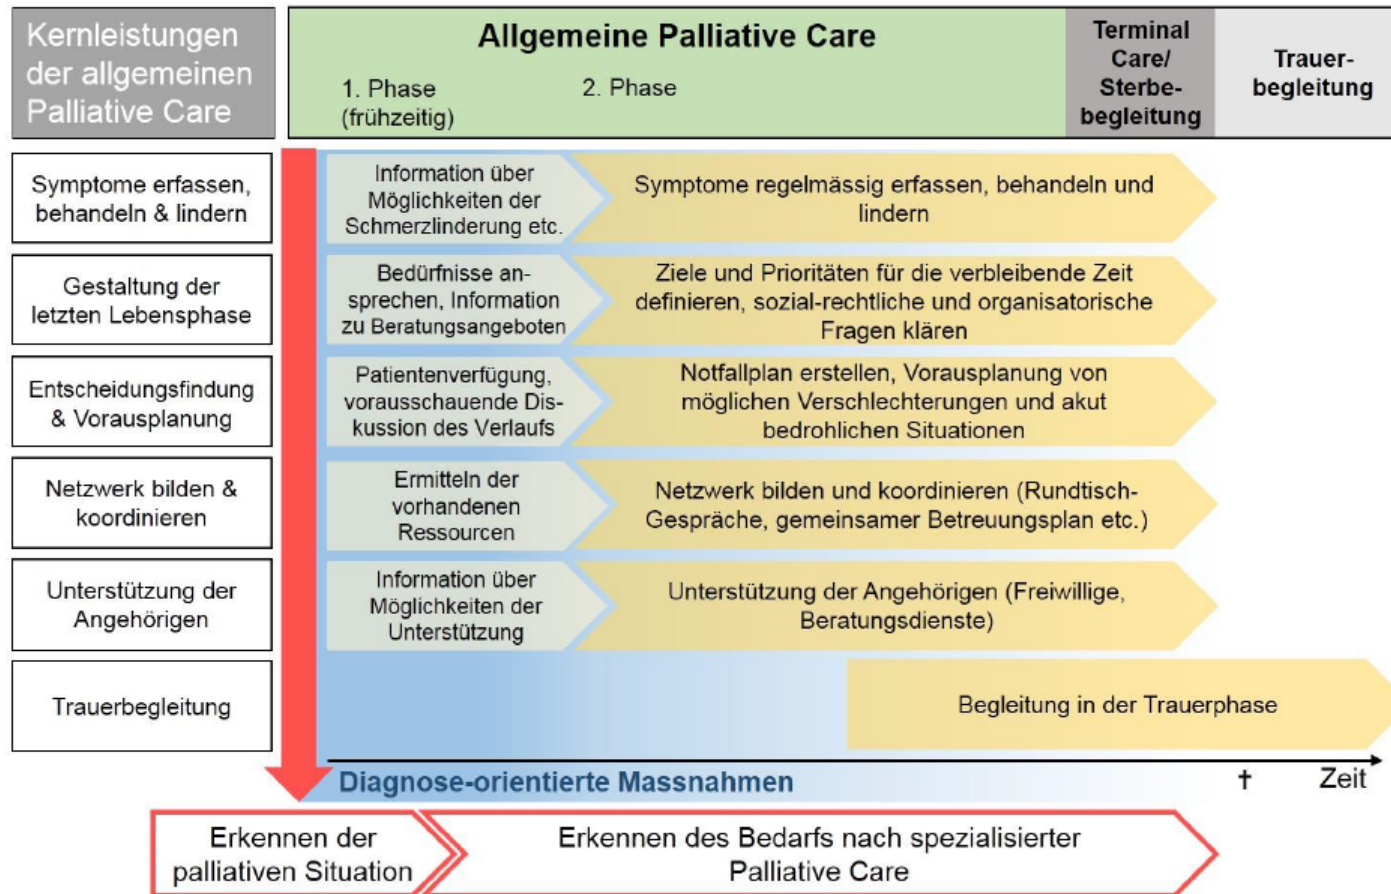 Kernleistungen
der allgemeinen
Palliative Care
Allgemeine Palliative Care
1. Phase
(frühzeitig)
2. Phase
Terminal
Care/
Sterbe-
begleitung
Trauer-
begleitung
Symptome erfassen,
behandeln & lindern
Information über
Möglichkeiten der
Schmerzlinderung etc.
Symptome regelmässig erfassen, behandeln und
lindern
Gestaltung der
letzten Lebensphase
Bedürfnisse an-
sprechen, Information
zu Beratungsangeboten
Ziele und Prioritäten für die verbleibende Zeit
definieren, sozial-rechtliche und organisatorische
Fragen klären
Entscheidungsfindung
& Vorausplanung
Patientenverfügung,
vorausschauende Dis-
kussion des Verlaufs
Notfallplan erstellen, Vorausplanung von
möglichen Verschlechterungen und akut
bedrohlichen Situationen
Netzwerk bilden &
koordinieren
Ermitteln der
vorhandenen
Ressourcen
Netzwerk bilden und koordinieren (Rundtisch-
Gespräche, gemeinsamer Betreuungsplan etc.)
Unterstützung der
Angehörigen
Information über
Möglichkeiten der
Unterstützung
Unterstützung der Angehörigen (Freiwillige,
Beratungsdienste)
Trauerbegleitung
Begleitung in der Trauerphase
Diagnose-orientierte Massnahmen
✝ Zeit
Erkennen der
palliativen Situation
Erkennen des Bedarfs nach spezialisierter
Palliative Care